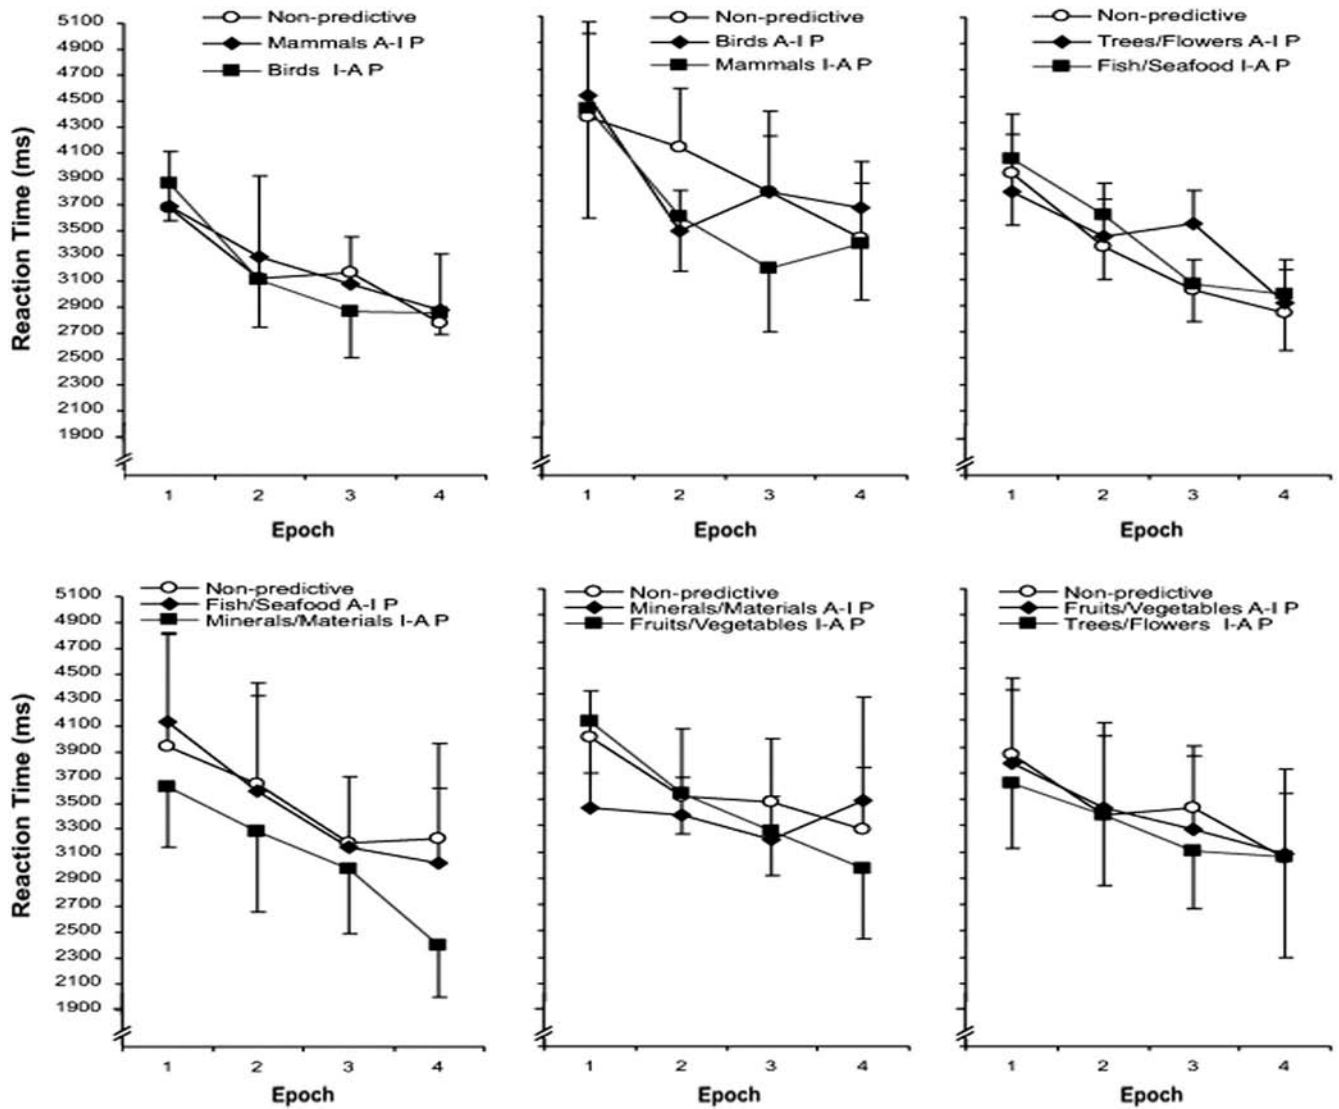 Non-predictive
Mammals A-I P
Birds I-A P
Reaction Time (ms)
5100
4900
4700
4500
4300
4100
3900
3700
3500
3300
3100
2900
2700
2500
2300
2100
1900
1 2 3 4
Epoch
Non-predictive
Birds A-I P
Mammals I-A P
1 2 3 4
Epoch
Non-predictive
Trees/Flowers A-I P
Fish/Seafood I-A P
1 2 3 4
Epoch
Non-predictive
Fish/Seafood A-I P
Minerals/Materials I-A P
Reaction Time (ms)
5100
4900
4700
4500
4300
4100
3900
3700
3500
3300
3100
2900
2700
2500
2300
2100
1900
1 2 3 4
Epoch
Non-predictive
Minerals/Materials A-I P
Fruits/Vegetables I-A P
1 2 3 4
Epoch
Non-predictive
Fruits/Vegetables A-I P
Trees/Flowers I-A P
1 2 3 4
Epoch